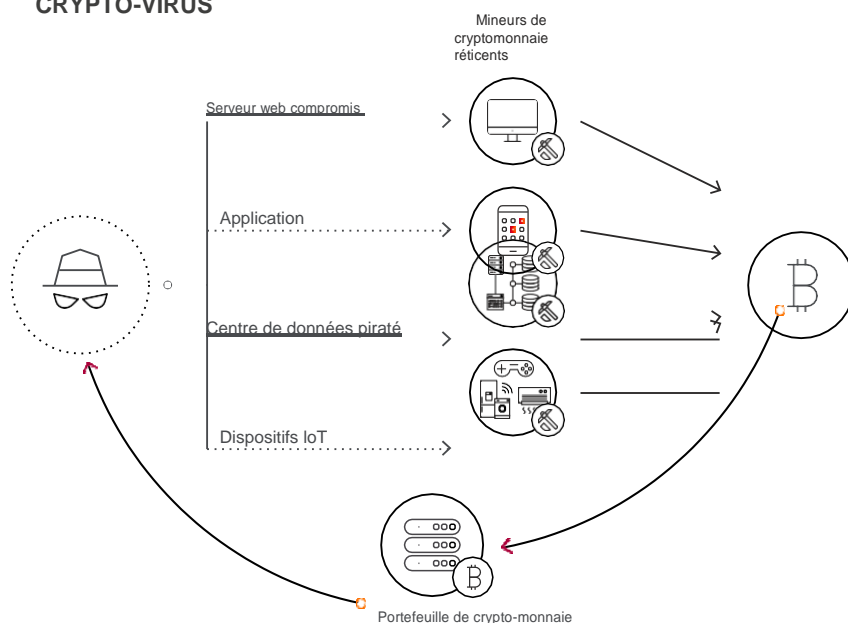 CRYPTO-VIRUS
Mineurs de
cryptomonnaie
réticents
Serveur web compromis
Application
Centre de données piraté
Dispositifs IoT
Portefeuille de crypto-monnaie